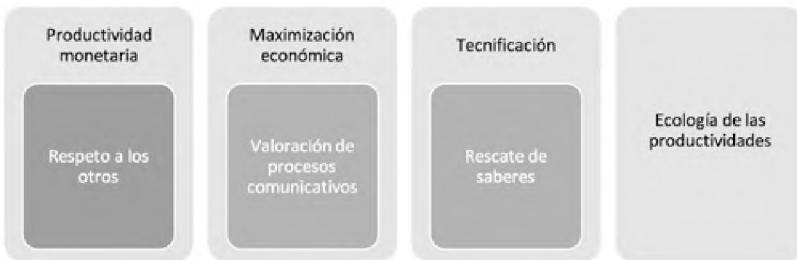 Productividad
monetaria
Respeto a los
otros
Maximización
económica
Valoración de
procesos
comunicativos
Tecnificación
Rescate de
saberes
Ecología de las
productividades